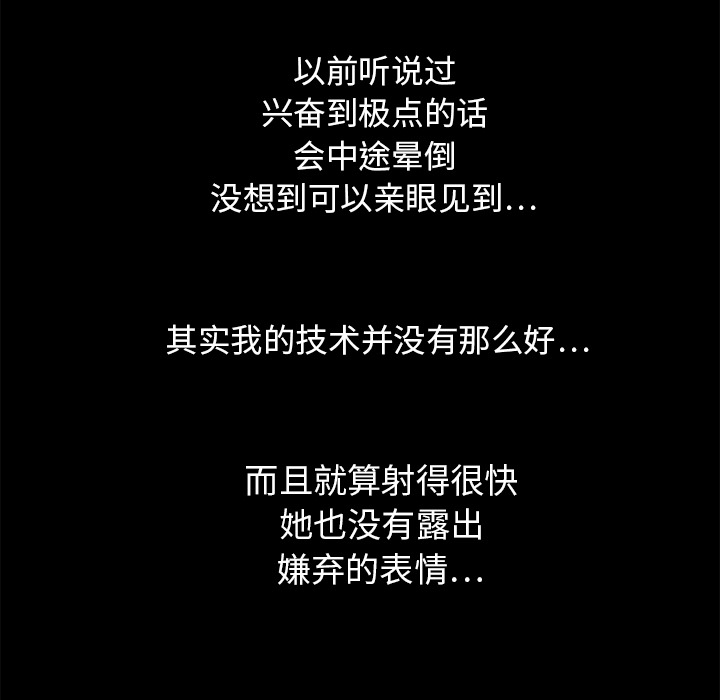 以前听说过
兴奋到极点的话
会中途晕倒
没想到可以亲眼见到...
其实我的技术并没有那么好...
而且就算射得很快
她也没有露出
嫌弃的表情...